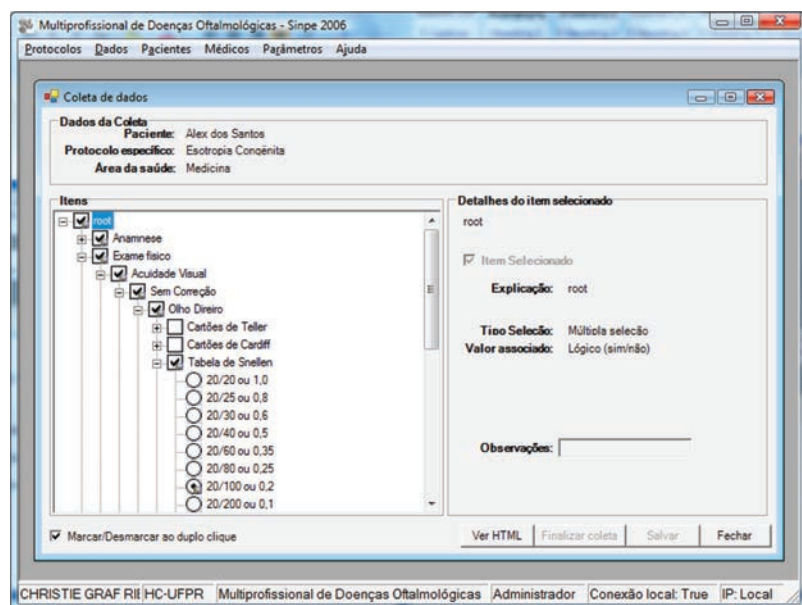 Multiprofissional de Doenças Oftalmológicas - Sinpe 2006
Protocolos Dados Pacientes Médicos Parâmetros Ajuda
Coleta de dados
Dados da Coleta
Paciente: Alex dos Santos
Protocolo específico: Esotropia Congênita
Área da saúde: Medicina
Itens
root
Anamnese
Exame físico
Acuidade Visual
Sem Correção
Olho Direiro
Cartões de Teller
Cartões de Cardiff
Tabela de Snellen
20/20 ou 1,0
20/25 ou 0,8
20/30 ou 0,6
20/40 ou 0,5
20/60 ou 0,35
20/80 ou 0,25
20/100 ou 0,2
20/200 ou 0,1
Detalhes do item selecionado
root
Item Selecionado
Explicação: root
Tipo Seleção: Múltipla seleção
Valor associado: Lógico (sim/não)
Observações:
Marcar/Desmarcar ao duplo clique
Ver HTML Finalizar coleta Salvar Fechar
CHRISTIE GRAF RII HC-UFPR Multiprofissional de Doenças Oftalmológicas Administrador Conexão local: True IP: Local